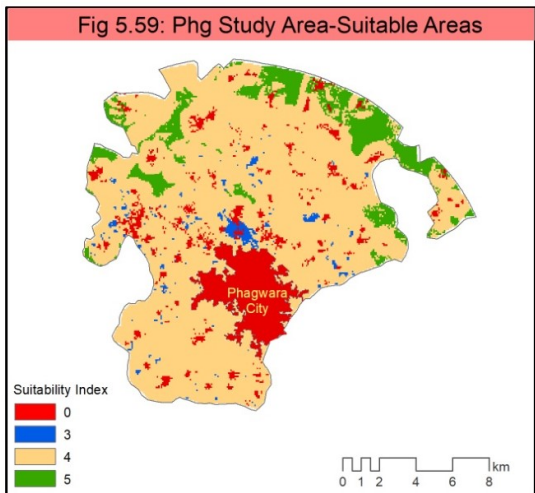 Fig 5.59: Phg Study Area-Suitable Areas
Phagwara
City
Suitability Index
0
3
4
5
km
0 1 2 4 6 8